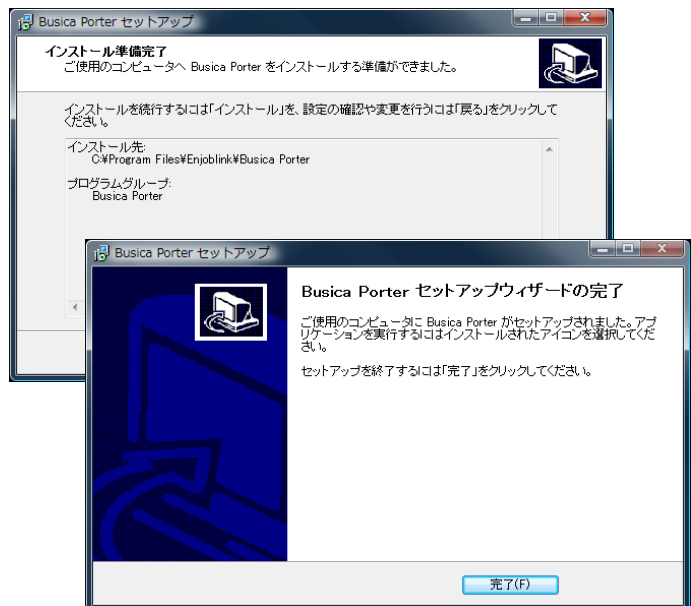 Busica Porter セットアップ
インストール準備完了
ご使用のコンピュータへ Busica Porter をインストールする準備ができました。
インストールを続行するには「インストール」を、設定の確認や変更を行うには「戻る」をクリックして
ください。
インストール先:
C:¥Program Files¥Enjoblink¥Busica Porter
プログラムグループ:
Busica Porter
Busica Porter セットアップ
Busica Porter セットアップウィザードの完了
ご使用のコンピュータに Busica Porter がセットアップされました。アプ
リケーションを実行するにはインストールされたアイコンを選択してくだ
さい。
セットアップを終了するには「完了」をクリックしてください。
完了(F)